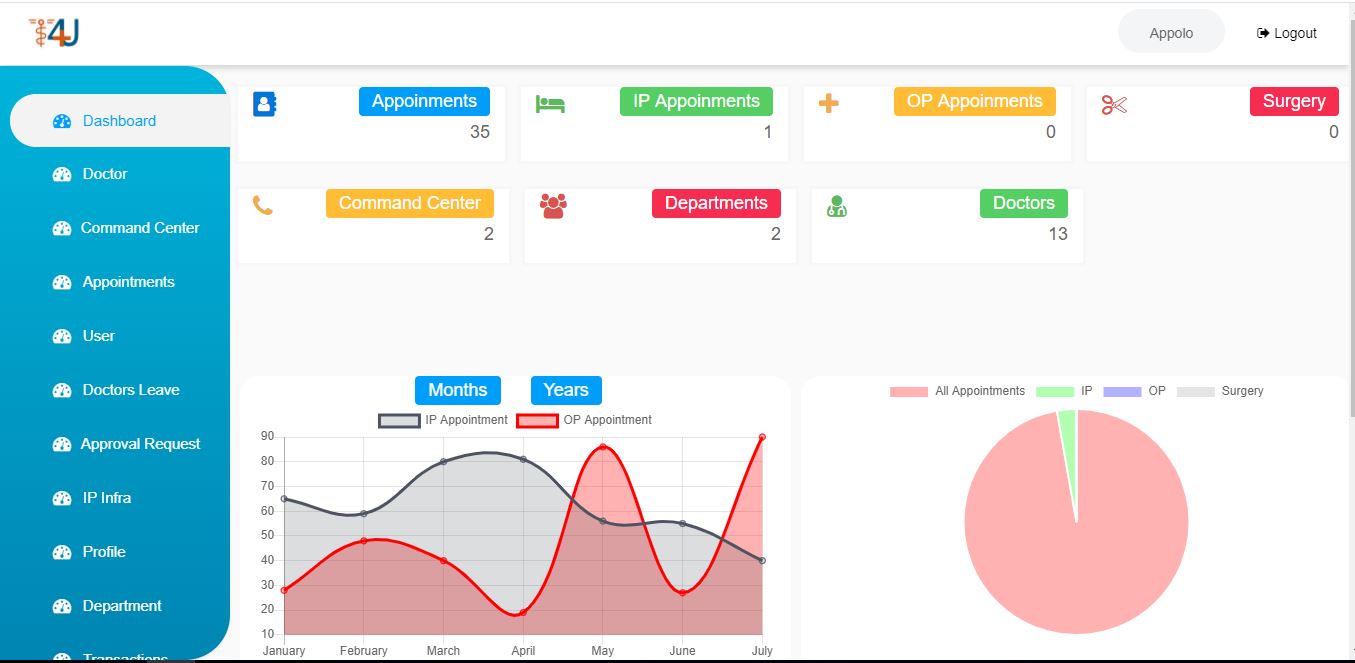 4U
Appolo
Logout
Dashboard
Doctor
Command Center
Appointments
User
Doctors Leave
Approval Request
IP Infra
Profile
Department
Transactions
Appoinments
35
IP Appoinments
1
OP Appoinments
0
Surgery
0
Command Center
2
Departments
2
Doctors
13
Months Years
IP Appointment OP Appointment
90
80
70
60
50
40
30
20
10
January February March April May June July
All Appointments IP OP Surgery